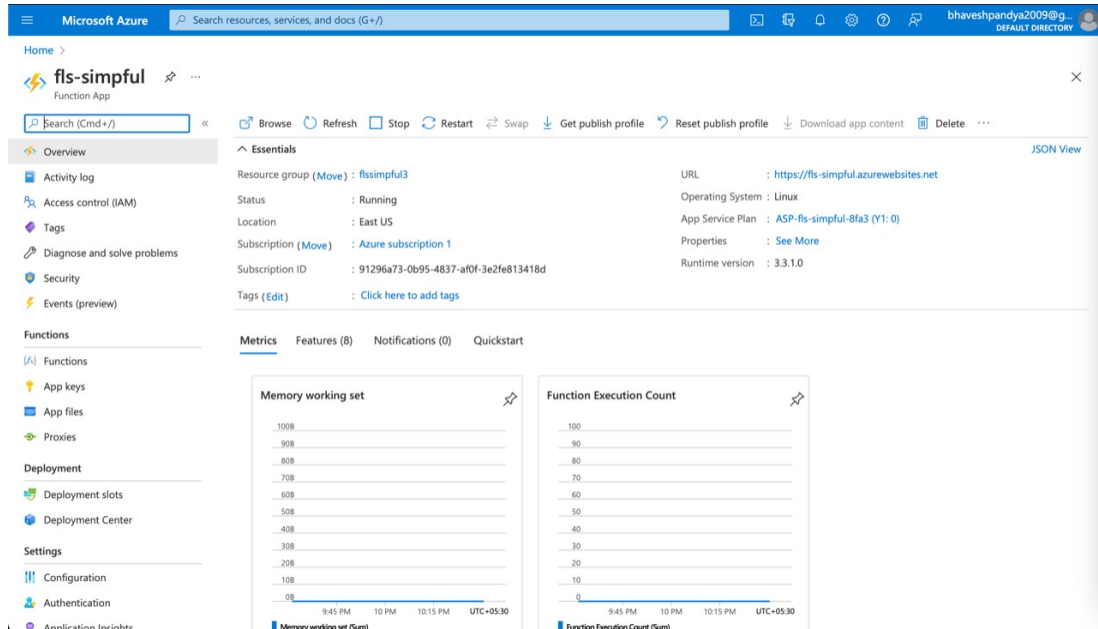 Microsoft Azure
Search resources, services, and docs (G+/)
bhaveshpandya2009@g...
DEFAULT DIRECTORY
Home >
fls-simpful
Function App
Search (Cmd+/)
Browse Refresh Stop Restart Swap Get publish profile Reset publish profile Download app content Delete ...
Overview
Activity log
Access control (IAM)
Tags
Diagnose and solve problems
Security
Events (preview)
Functions
Functions
App keys
App files
Proxies
Deployment
Deployment slots
Deployment Center
Settings
Configuration
Authentication
Application Insights
Essentials
JSON View
Resource group (Move) : flssimpful3
Status : Running
Location : East US
Subscription (Move) : Azure subscription 1
Subscription ID : 91296a73-0b95-4837-af0f-3e2fe813418d
Tags (Edit) : Click here to add tags
URL : https://fls-simpful.azurewebsites.net
Operating System : Linux
App Service Plan : ASP-fls-simpful-8fa3 (Y1: 0)
Properties : See More
Runtime version : 3.3.1.0
Metrics Features (8) Notifications (0) Quickstart
Memory working set
100B
90B
80B
70B
60B
50B
40B
30B
20B
10B
0B
9:45 PM 10 PM 10:15 PM UTC+05:30
Memory working set (Sum)
Function Execution Count
100
90
80
70
60
50
40
30
20
10
0
9:45 PM 10 PM 10:15 PM UTC+05:30
Function Execution Count (Sum)